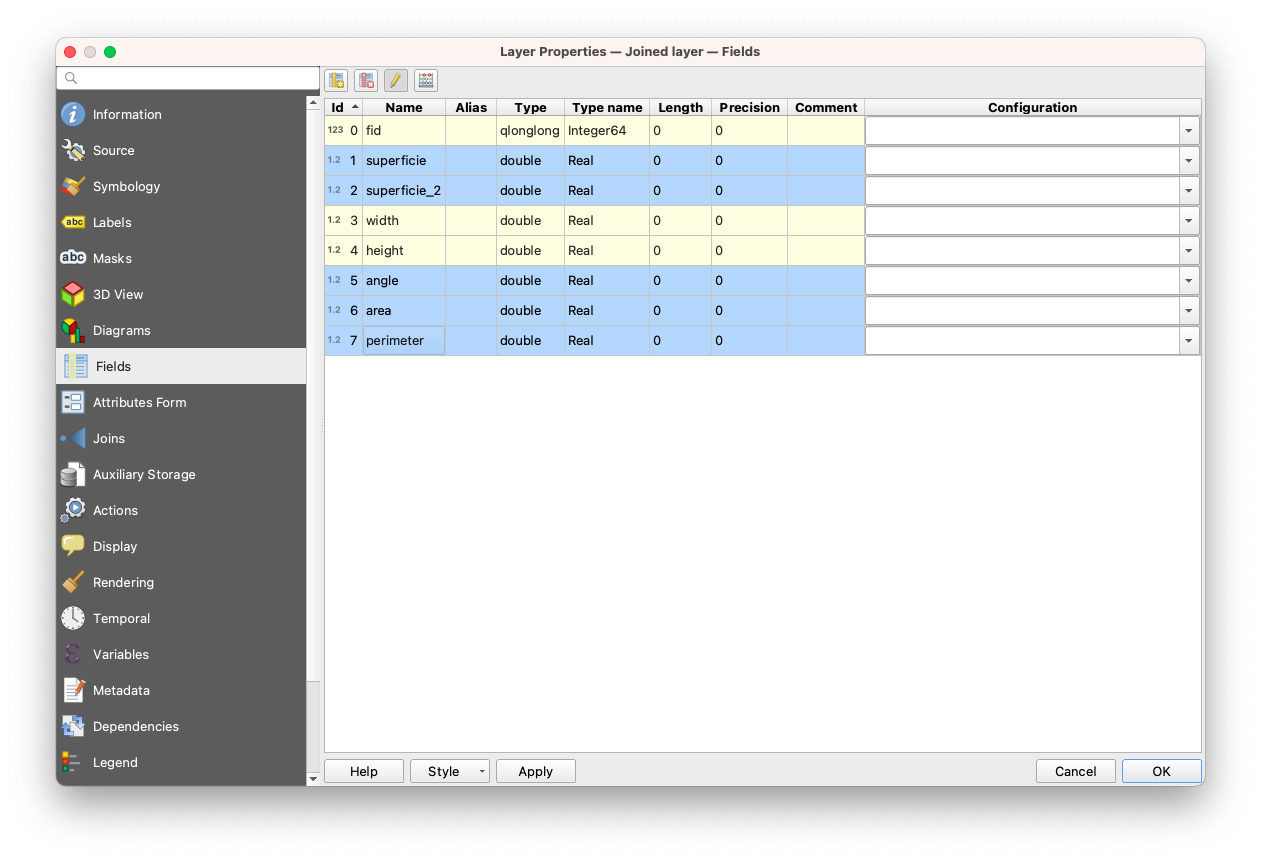 Layer Properties — Joined layer — Fields
Information
Source
Symbology
abc Labels
abc Masks
3D View
Diagrams
Fields
Attributes Form
Joins
Auxiliary Storage
Actions
Display
Rendering
Temporal
Variables
Metadata
Dependencies
Legend
Id Name Alias Type Type name Length Precision Comment Configuration
123 0 fid qlonglong Integer64 0 0
1.2 1 superficie double Real 0 0
1.2 2 superficie_2 double Real 0 0
1.2 3 width double Real 0 0
1.2 4 height double Real 0 0
1.2 5 angle double Real 0 0
1.2 6 area double Real 0 0
1.2 7 perimeter double Real 0 0
Help Style Apply Cancel OK